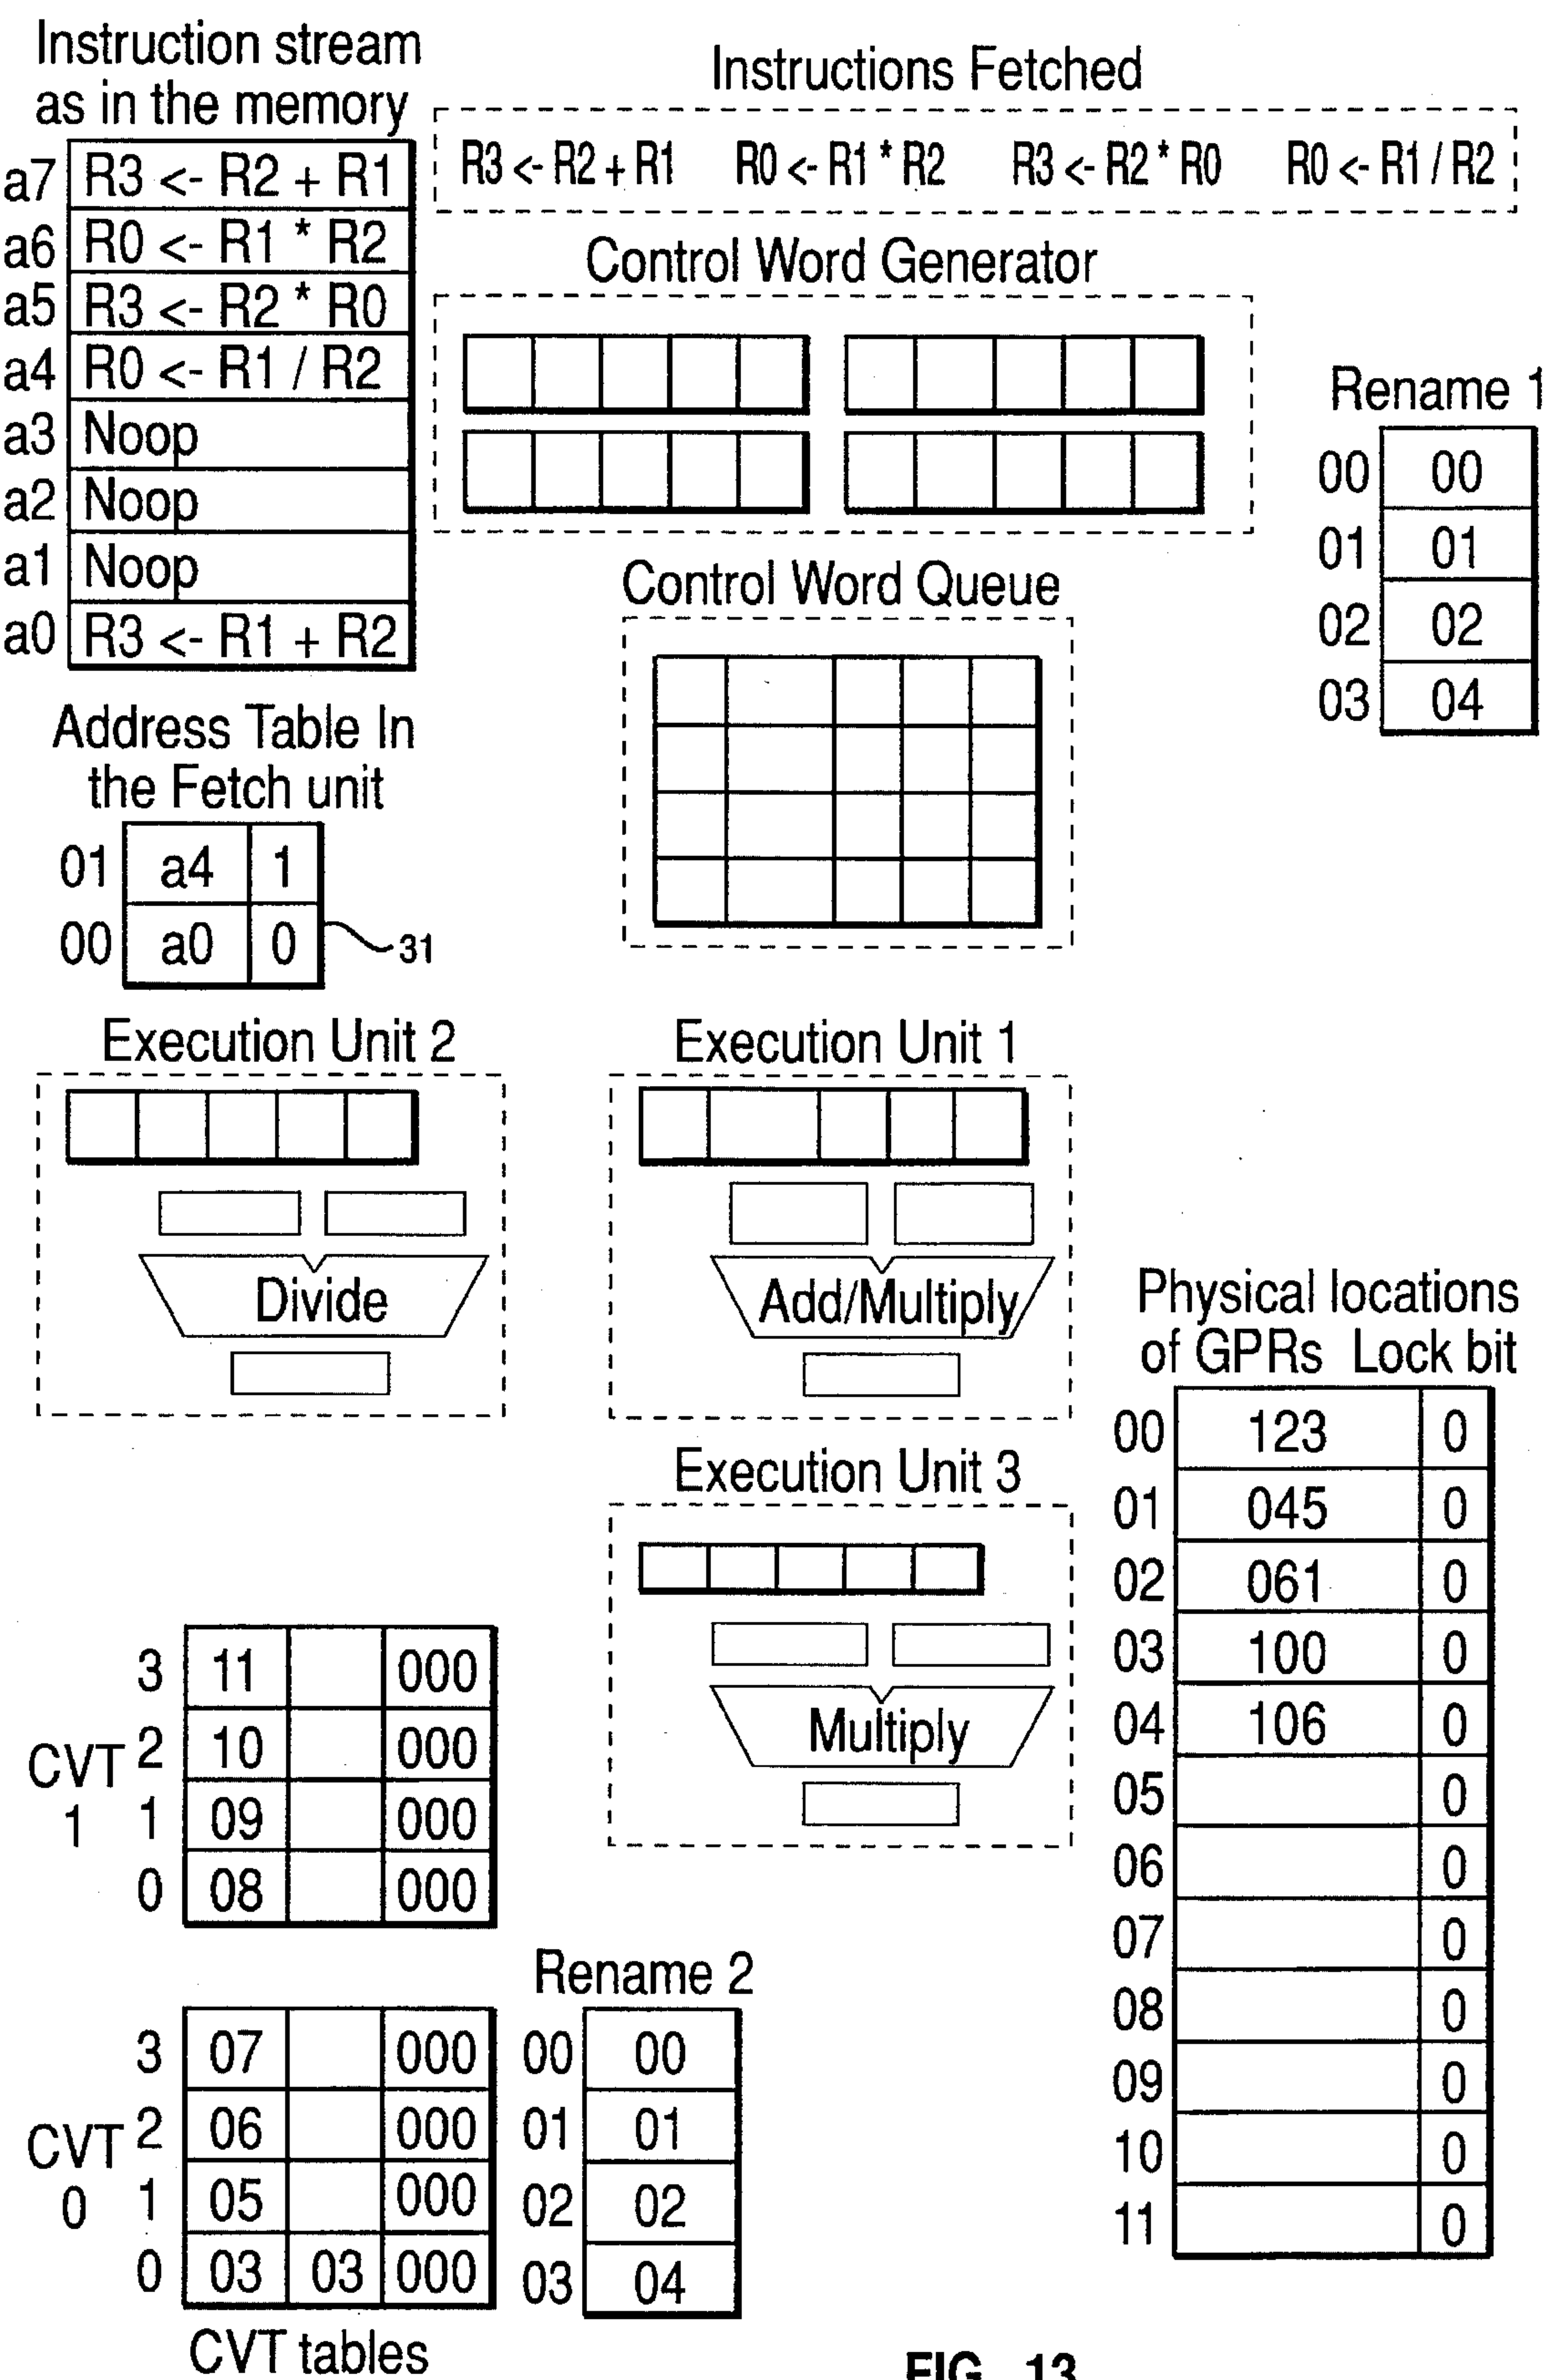 Instruction stream
as in the memory
a7 R3 <- R2 + R1
a6 R0 <- R1 * R2
a5 R3 <- R2 * R0
a4 R0 <- R1 / R2
a3 Noop
a2 Noop
a1 Noop
a0 R3 <- R1 + R2
Instructions Fetched
R3 <- R2 + R1 R0 <- R1 * R2 R3 <- R2 * R0 R0 <- R1 / R2
Control Word Generator
Rename 1
00 00
01 01
02 02
03 04
Control Word Queue
Address Table In
the Fetch unit
01 a4 1
00 a0 0
31
Execution Unit 2
Divide
Execution Unit 1
Add/Multiply
Execution Unit 3
Multiply
Physical locations
of GPRs Lock bit
00 123 0
01 045 0
02 061 0
03 100 0
04 106 0
05 0
06 0
07 0
08 0
09 0
10 0
11 0
CVT
1
3 11 000
2 10 000
1 09 000
0 08 000
CVT
0
3 07 000
2 06 000
1 05 000
0 03 03 000
CVT tables
Rename 2
00 00
01 01
02 02
03 04
FIG. 13